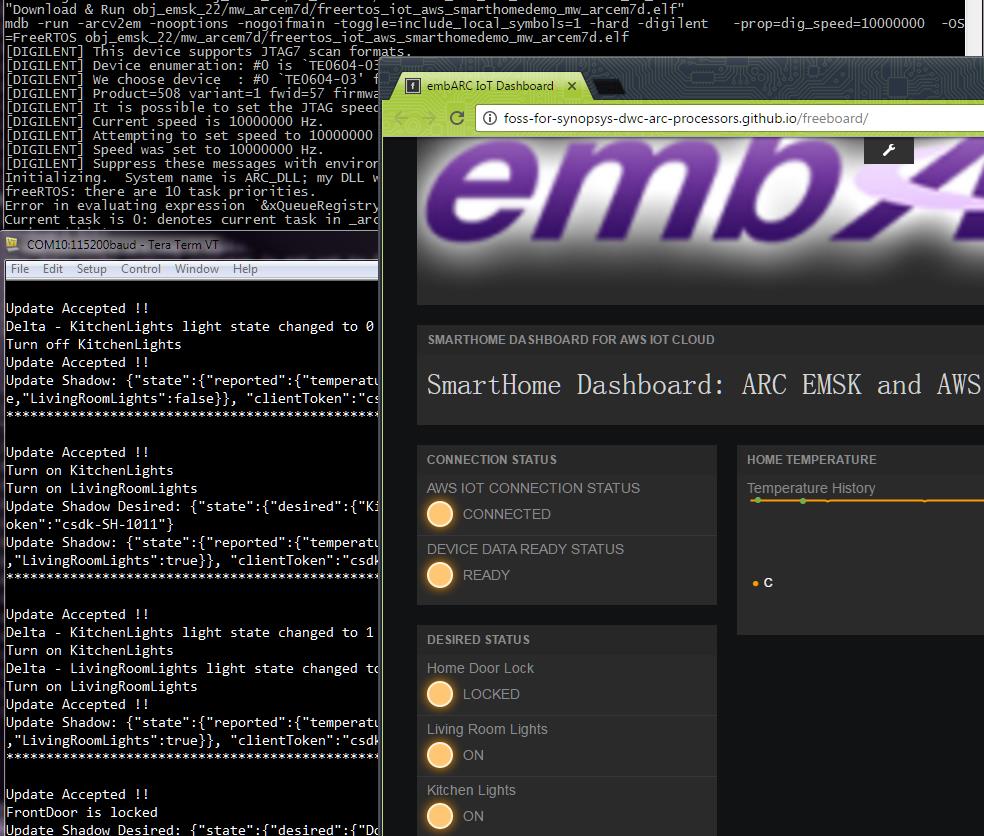 "Download & Run obj_emsk_22/mw_arcem7d/freertos_iot_aws_smarthomedemo_mw_arcem7d.elf"
mdb -run -arcv2em -nooptions -nogoifmain -toggle=include_local_symbols=1 -hard -digilent -prop=dig_speed=10000000 -OS
=FreeRTOS obj_emsk_22/mw_arcem7d/freertos_iot_aws_smarthomedemo_mw_arcem7d.elf
[DIGILENT] This device supports JTAG7 scan formats.
[DIGILENT] Device enumeration: #0 is `TE0604-03
[DIGILENT] We choose device : #0 `TE0604-03' f
[DIGILENT] Product=508 variant=1 fwid=57 firmwa
[DIGILENT] It is possible to set the JTAG speed
[DIGILENT] Current speed is 10000000 Hz.
[DIGILENT] Attempting to set speed to 10000000
[DIGILENT] Speed was set to 10000000 Hz.
[DIGILENT] Suppress these messages with environ
Initializing. System name is ARC_DLL; my DLL w
freeRTOS: there are 10 task priorities.
Error in evaluating expression `&xQueueRegistry
Current task is 0: denotes current task in _arc
COM10:115200baud - Tera Term VT
File Edit Setup Control Window Help
Update Accepted !!
Delta - KitchenLights light state changed to 0
Turn off KitchenLights
Update Accepted !!
Update Shadow: {"state":{"reported":{"temperatu
e,"LivingRoomLights":false}}, "clientToken":"cs
***********************************************
Update Accepted !!
Turn on KitchenLights
Turn on LivingRoomLights
Update Shadow Desired: {"state":{"desired":{"Ki
oken":"csdk-SH-1011"}
Update Shadow: {"state":{"reported":{"temperatu
,"LivingRoomLights":true}}, "clientToken":"csdk
***********************************************
Update Accepted !!
Delta - KitchenLights light state changed to 1
Turn on KitchenLights
Delta - LivingRoomLights light state changed to
Turn on LivingRoomLights
Update Accepted !!
Update Shadow: {"state":{"reported":{"temperatu
,"LivingRoomLights":true}}, "clientToken":"csdk
***********************************************
Update Accepted !!
FrontDoor is locked
Update Shadow Desired: {"state":{"desired":{"Do
embARC IoT Dashboard
foss-for-synopsys-dwc-arc-processors.github.io/freeboard/
embA
SMARTHOME DASHBOARD FOR AWS IOT CLOUD
SmartHome Dashboard: ARC EMSK and AWS
CONNECTION STATUS
AWS IOT CONNECTION STATUS
CONNECTED
DEVICE DATA READY STATUS
READY
HOME TEMPERATURE
Temperature History
C
DESIRED STATUS
Home Door Lock
LOCKED
Living Room Lights
ON
Kitchen Lights
ON